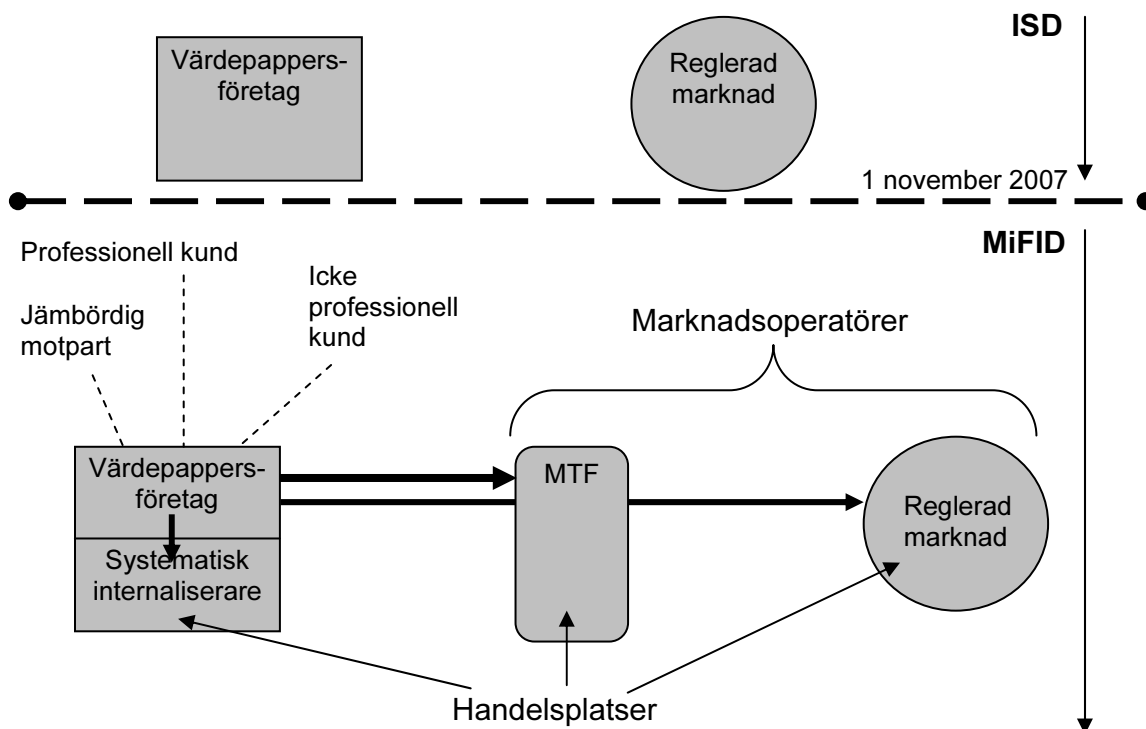 ISD
Värdepappers-
företag
Reglerad
marknad
1 november 2007
MiFID
Professionell kund
Icke
professionell
kund
Jämbördig
motpart
Marknadsoperatörer
Värdepappers-
företag
MTF
Reglerad
marknad
Systematisk
internaliserare
Handelsplatser